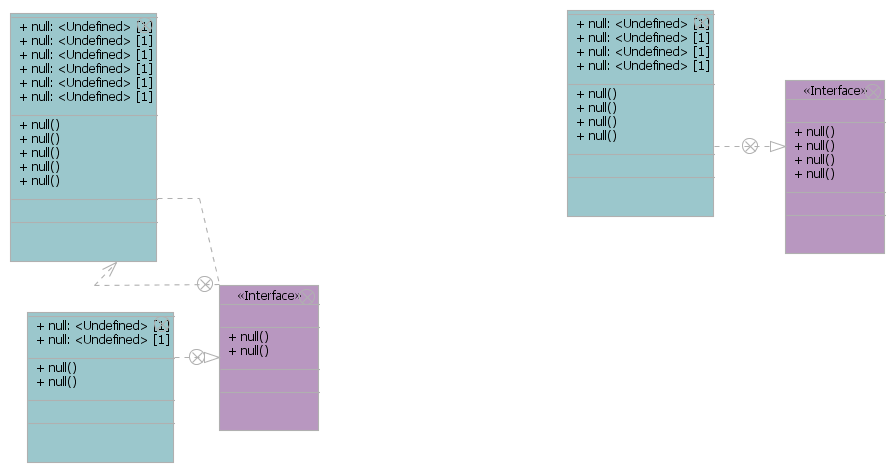 + null: <Undefined> [1]
+ null: <Undefined> [1]
+ null: <Undefined> [1]
+ null: <Undefined> [1]
+ null: <Undefined> [1]
+ null: <Undefined> [1]
+ null()
+ null()
+ null()
+ null()
+ null()
«Interface»
+ null()
+ null()
+ null: <Undefined> [1]
+ null: <Undefined> [1]
+ null()
+ null()
+ null: <Undefined> [1]
+ null: <Undefined> [1]
+ null: <Undefined> [1]
+ null: <Undefined> [1]
+ null()
+ null()
+ null()
+ null()
«Interface»
+ null()
+ null()
+ null()
+ null()